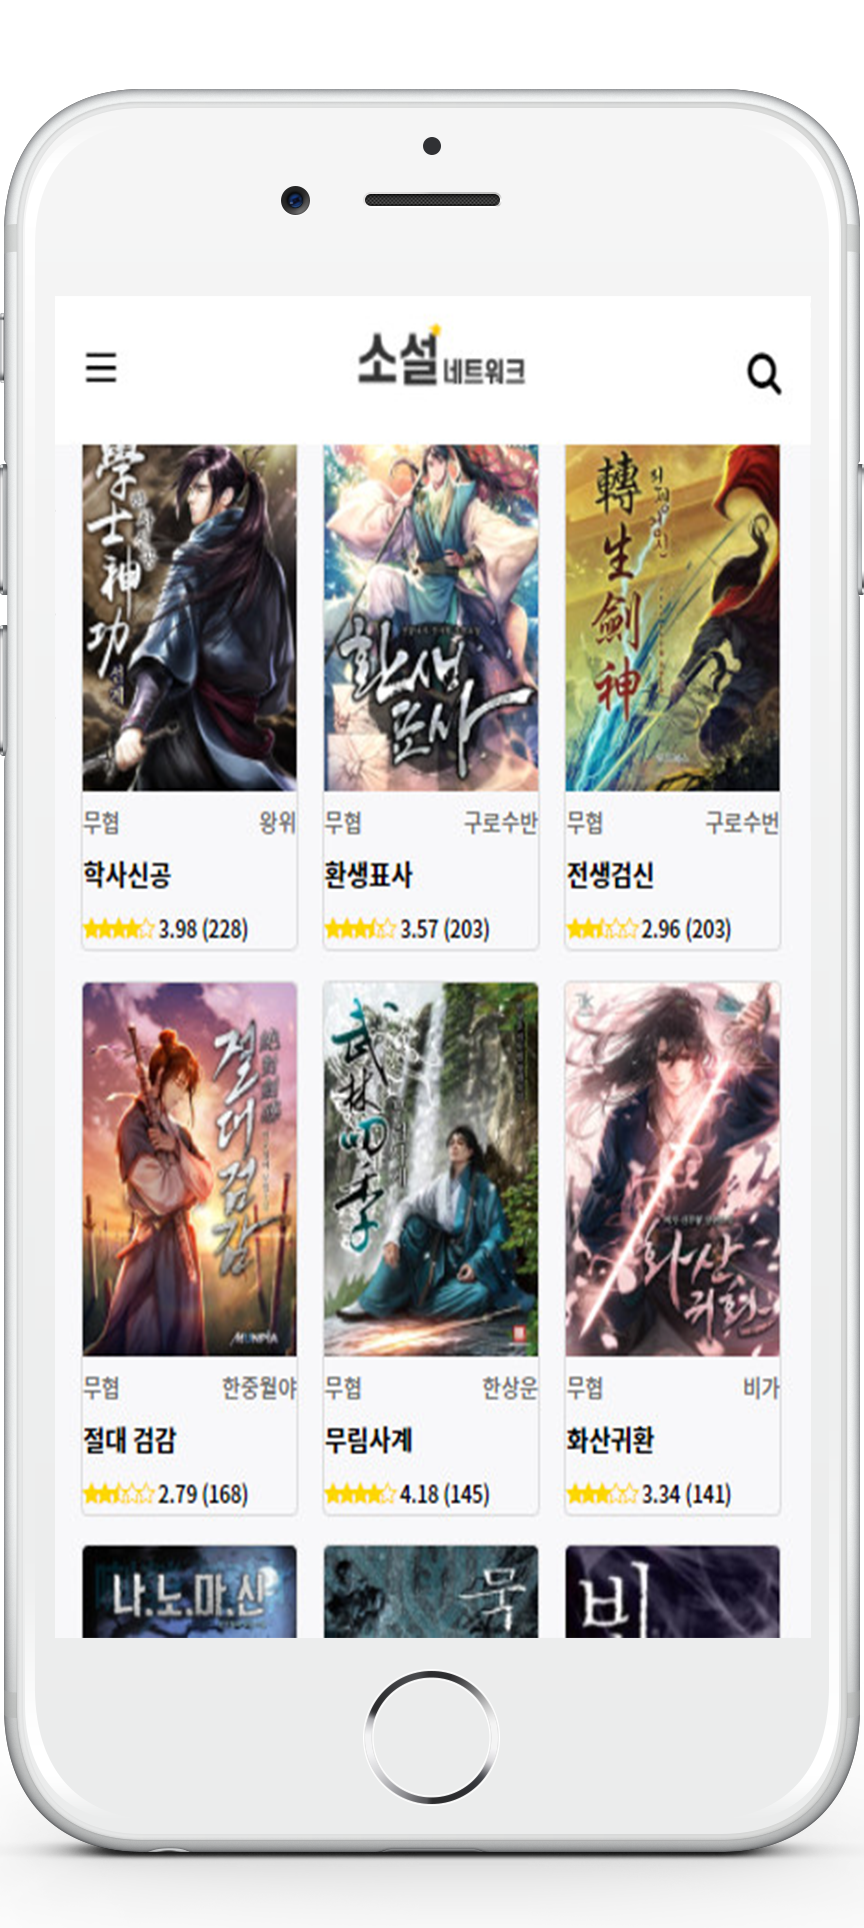 소설 네트워크
學士神功
환생
표사
轉生劍神
무협 왕위
학사신공
3.98 (228)
무협 구로수반
환생표사
3.57 (203)
무협 구로수번
전생검신
2.96 (203)
절대 검감
MUNPIA
武林四季
화산
귀환
무협 한중월야
절대 검감
2.79 (168)
무협 한상운
무림사계
4.18 (145)
무협 비가
화산귀환
3.34 (141)
나.노.마.신
묵
비